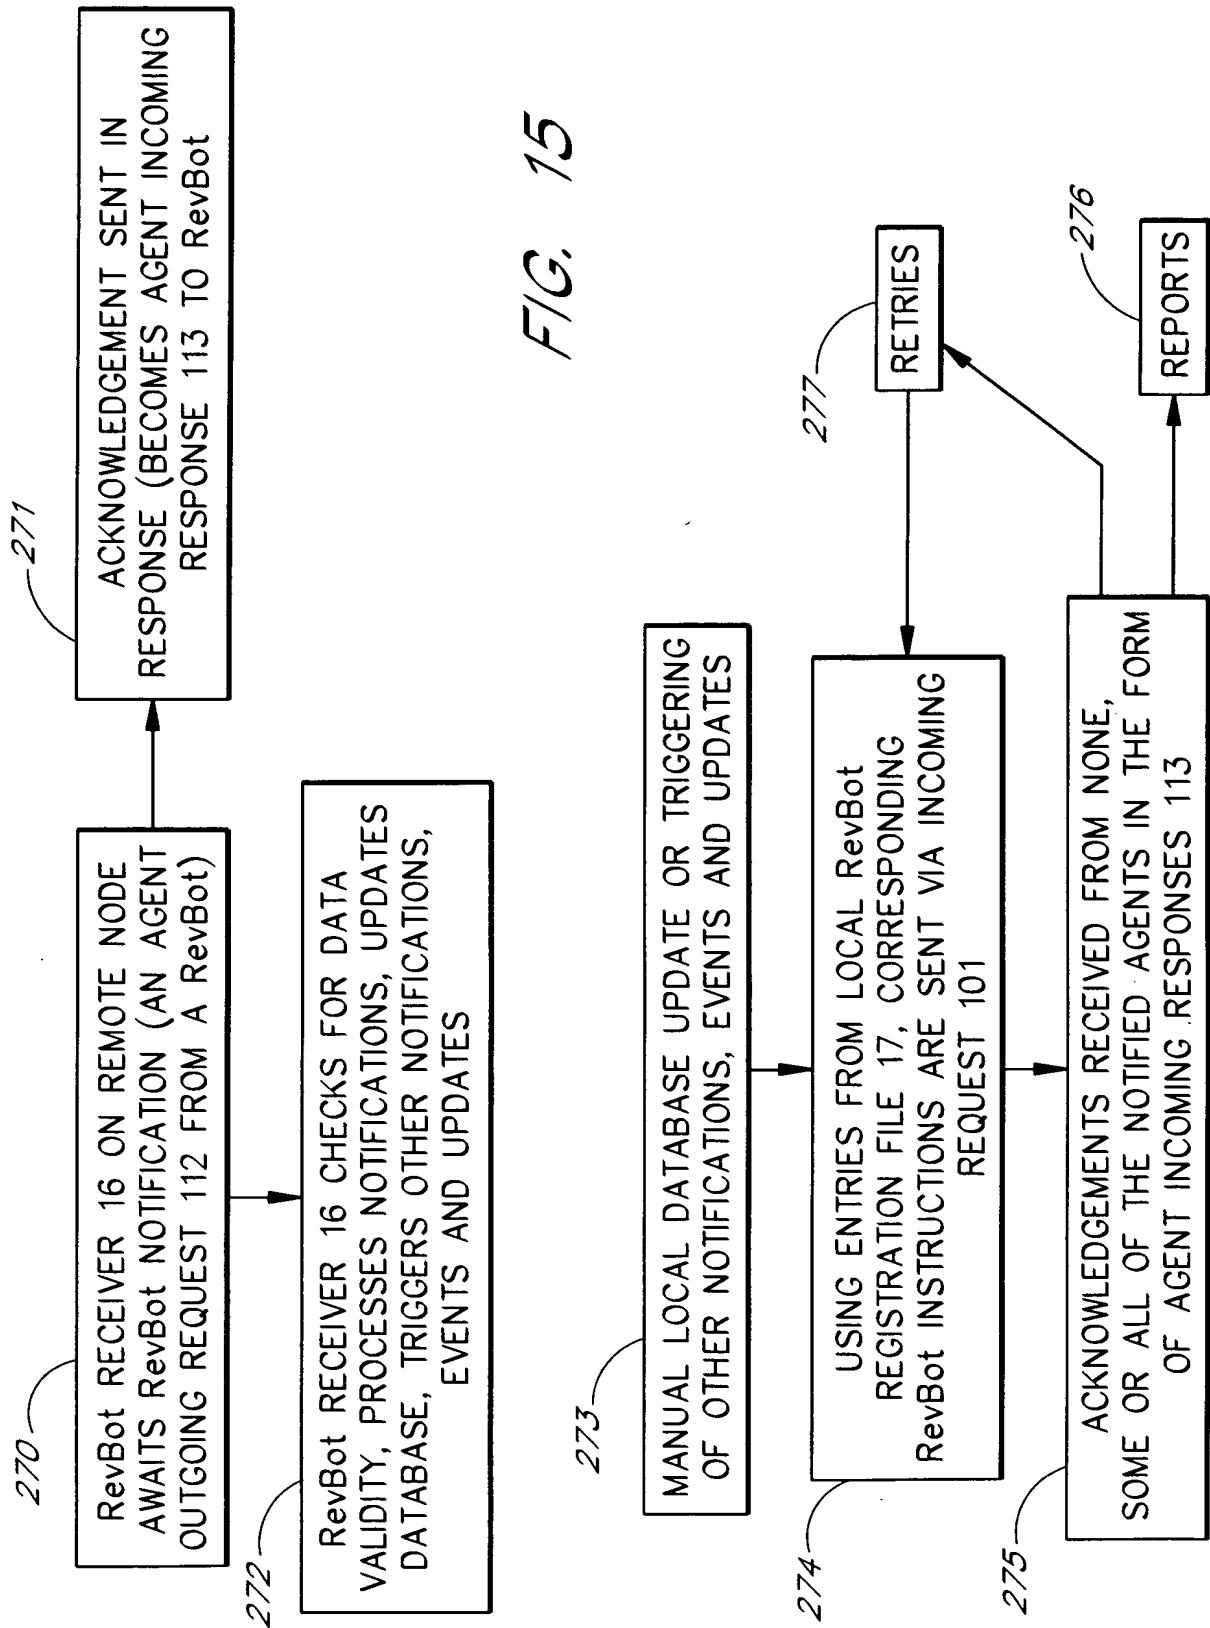 270
RevBot RECEIVER 16 ON REMOTE NODE
AWAITS RevBot NOTIFICATION (AN AGENT
OUTGOING REQUEST 112 FROM A RevBot)
271
ACKNOWLEDGEMENT SENT IN
RESPONSE (BECOMES AGENT INCOMING
RESPONSE 113 TO RevBot
272
RevBot RECEIVER 16 CHECKS FOR DATA
VALIDITY, PROCESSES NOTIFICATIONS, UPDATES
DATABASE, TRIGGERS OTHER NOTIFICATIONS,
EVENTS AND UPDATES
FIG. 15
273
MANUAL LOCAL DATABASE UPDATE OR TRIGGERING
OF OTHER NOTIFICATIONS, EVENTS AND UPDATES
274
USING ENTRIES FROM LOCAL RevBot
REGISTRATION FILE 17, CORRESPONDING
RevBot INSTRUCTIONS ARE SENT VIA INCOMING
REQUEST 101
277
RETRIES
275
ACKNOWLEDGEMENTS RECEIVED FROM NONE,
SOME OR ALL OF THE NOTIFIED AGENTS IN THE FORM
OF AGENT INCOMING RESPONSES 113
276
REPORTS